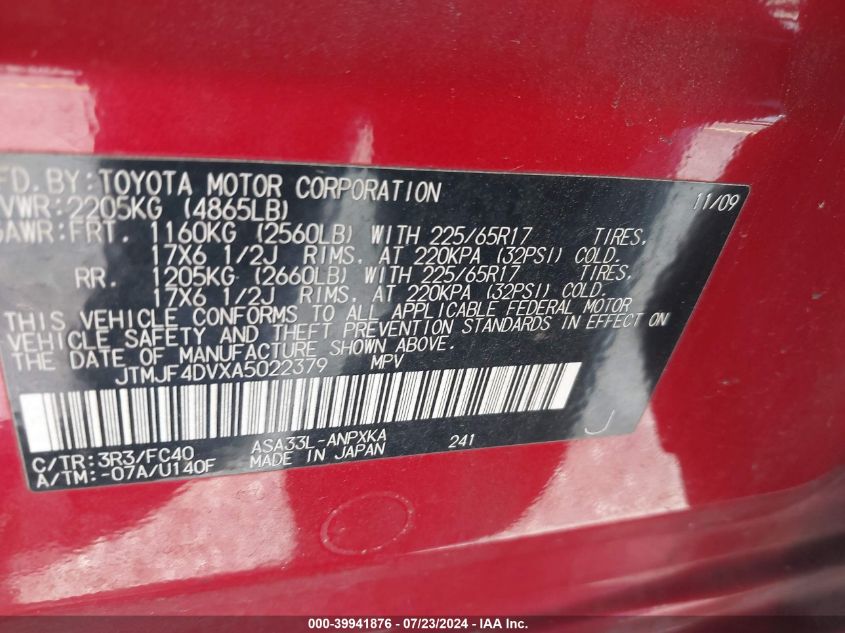 FD. BY: TOYOTA MOTOR CORPORATION 11/09
VWR: 2205KG (4865LB)
AWR: FRT. 1160KG (2560LB) WITH 225/65R17 TIRES.
17X6 1/2J RIMS. AT 220KPA (32PSI) COLD.
RR. 1205KG (2660LB) WITH 225/65R17 TIRES.
17X6 1/2J RIMS. AT 220KPA (32PSI) COLD.
THIS VEHICLE CONFORMS TO ALL APPLICABLE FEDERAL MOTOR
VEHICLE SAFETY AND THEFT PREVENTION STANDARDS IN EFFECT ON
THE DATE OF MANUFACTURE SHOWN ABOVE.
JTMJF4DVXA5022379 MPV
J
C/TR: 3R3/FC40 ASA33L-ANPXKA 241
A/TM: -07A/U140F MADE IN JAPAN
000-39941876 / 07/23/2024 - IAA Inc.